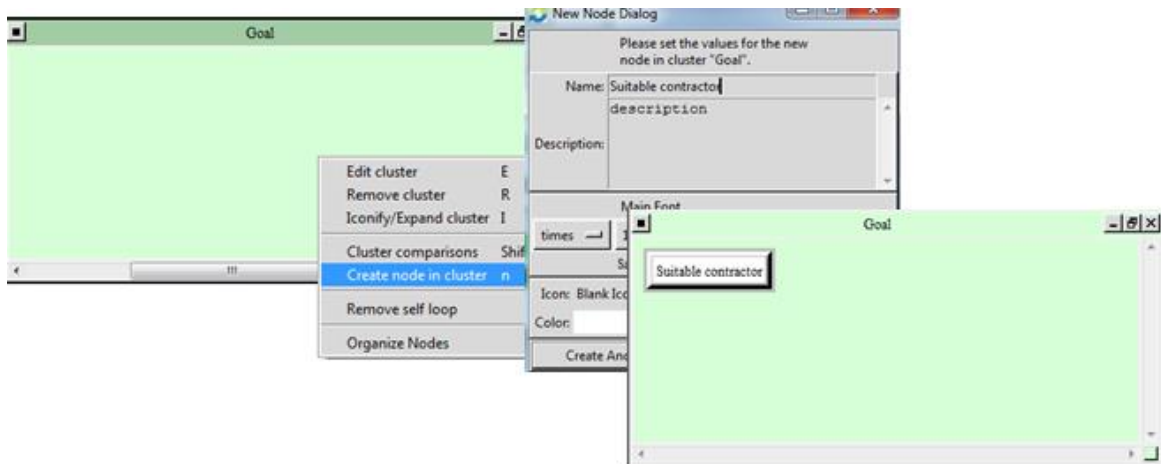 Goal
Edit cluster E
Remove cluster R
Iconify/Expand cluster I
Cluster comparisons
Create node in cluster n
Remove self loop
Organize Nodes
New Node Dialog
Please set the values for the new
node in cluster "Goal".
Name: Suitable contractor
description
Description:
Main Font
times
Icon: Blank
Color:
Create
Goal
Suitable contractor